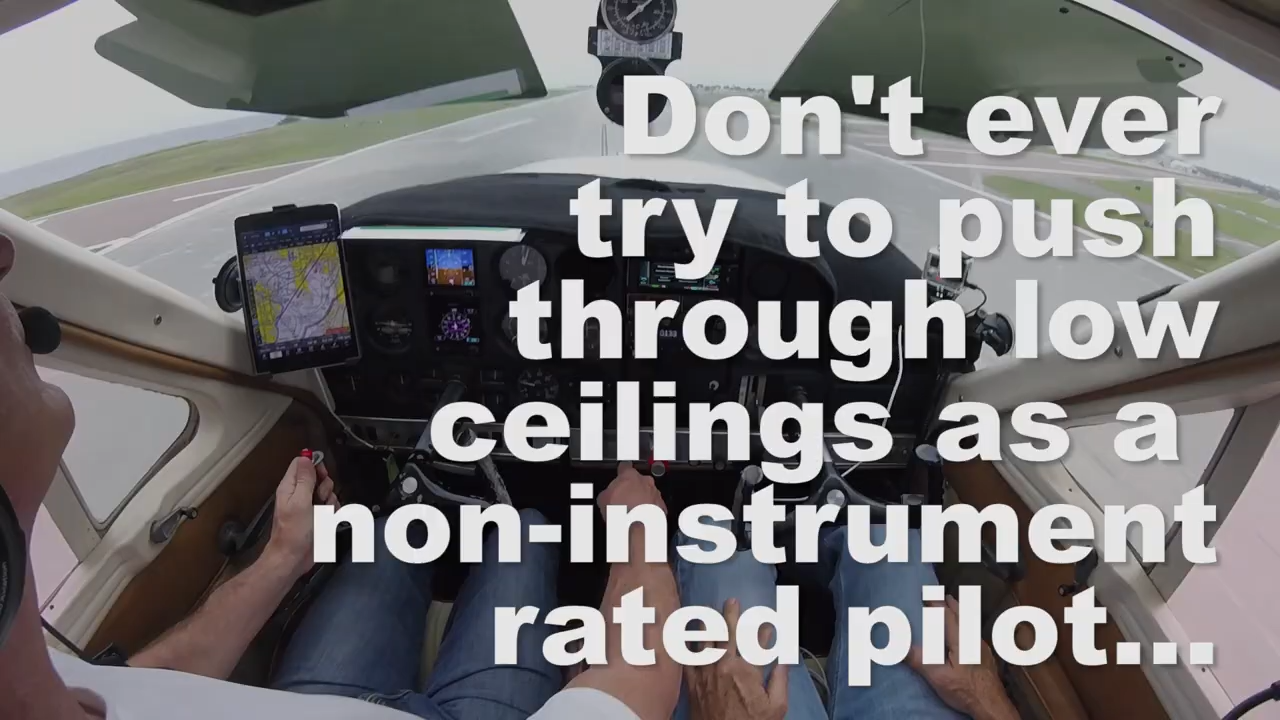 Don't ever
try to push
through low
ceilings as a
non-instrument
rated pilot...